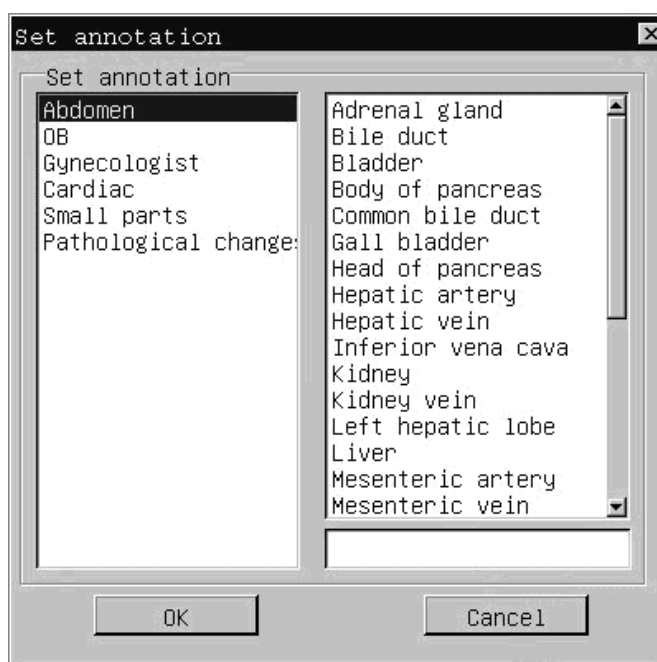 Set annotation
Set annotation
Abdomen
OB
Gynecologist
Cardiac
Small parts
Pathological changes
Adrenal gland
Bile duct
Bladder
Body of pancreas
Common bile duct
Gall bladder
Head of pancreas
Hepatic artery
Hepatic vein
Inferior vena cava
Kidney
Kidney vein
Left hepatic lobe
Liver
Mesenteric artery
Mesenteric vein
OK
Cancel